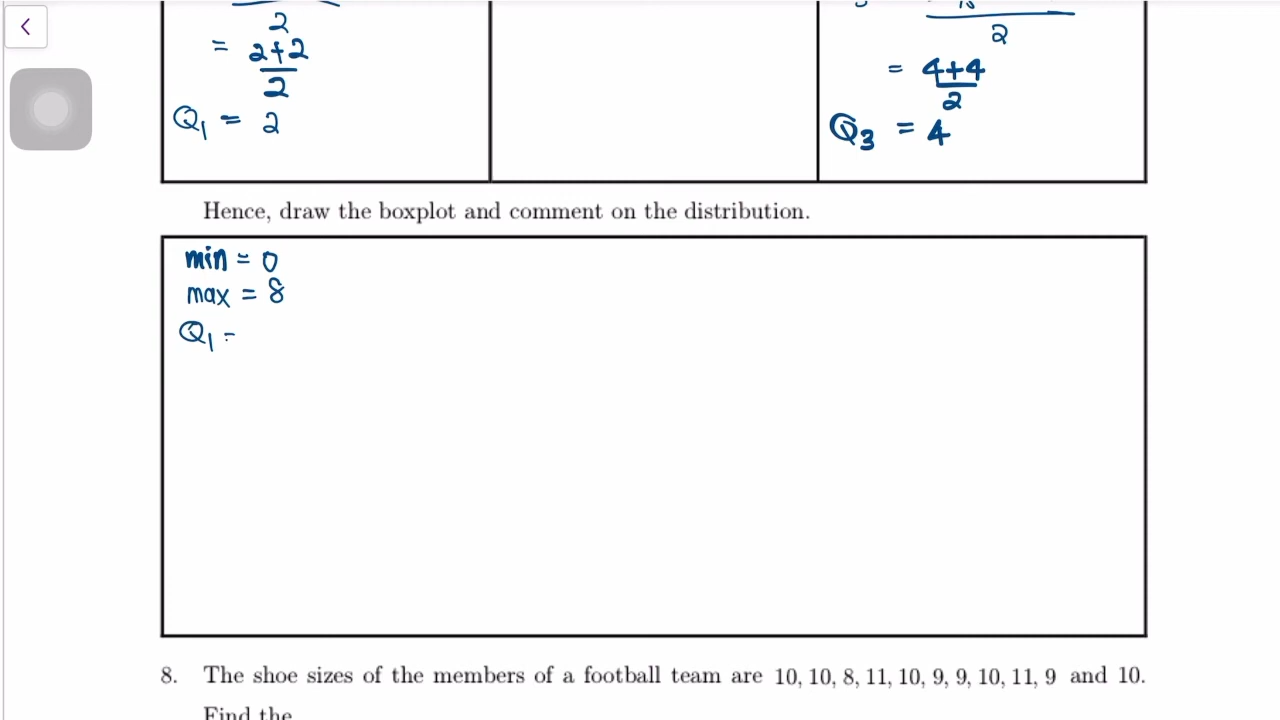 2
= 2+2
2
Q1 = 2
2
= 4+4
2
Q3 = 4
Hence, draw the boxplot and comment on the distribution.
min = 0
max = 8
Q1 =
8. The shoe sizes of the members of a football team are 10, 10, 8, 11, 10, 9, 9, 10, 11, 9 and 10.
Find the